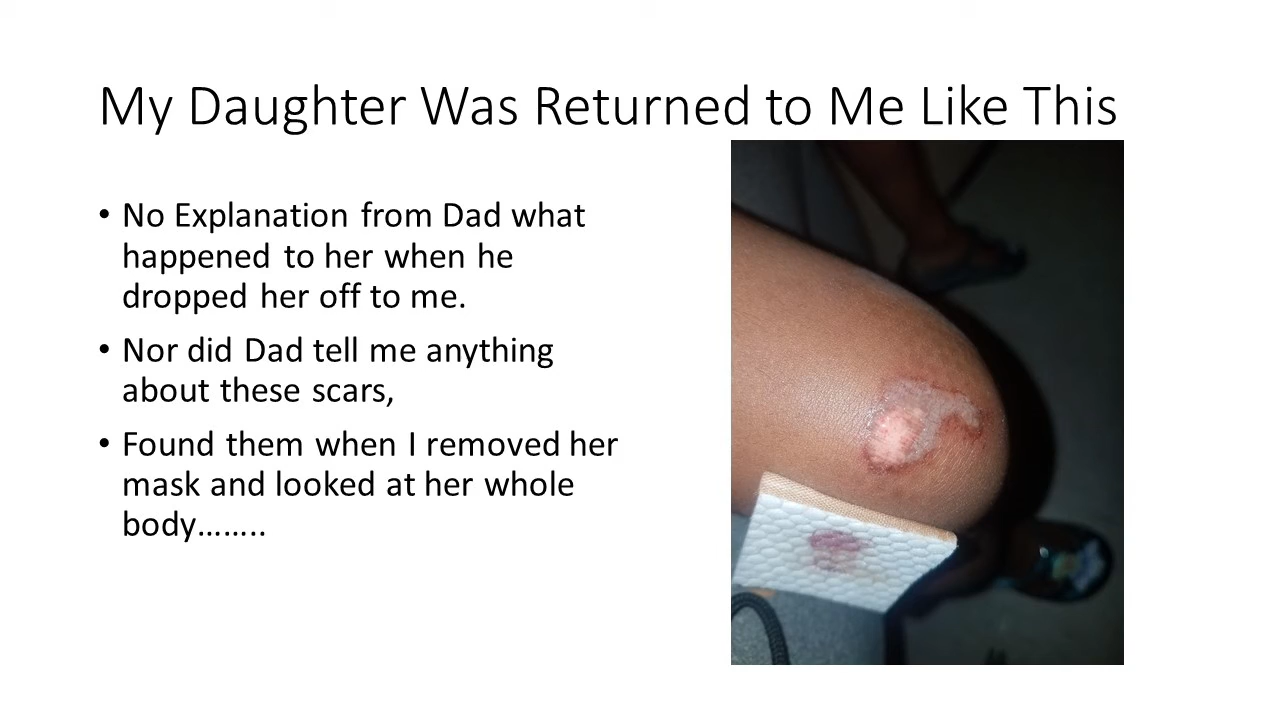 My Daughter Was Returned to Me Like This
• No Explanation from Dad what
happened to her when he
dropped her off to me.
• Nor did Dad tell me anything
about these scars,
• Found them when I removed her
mask and looked at her whole
body........